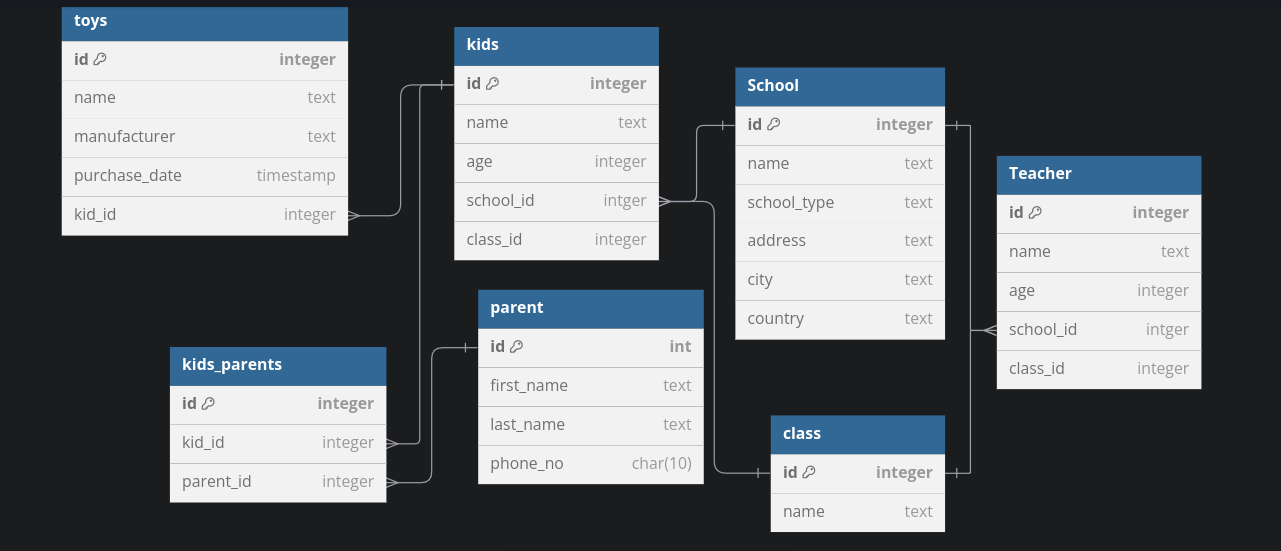 toys
id integer
name text
manufacturer text
purchase_date timestamp
kid_id integer
kids
id integer
name text
age integer
school_id intger
class_id integer
School
id integer
name text
school_type text
address text
city text
country text
Teacher
id integer
name text
age integer
school_id intger
class_id integer
kids_parents
id integer
kid_id integer
parent_id integer
parent
id int
first_name text
last_name text
phone_no char(10)
class
id integer
name text